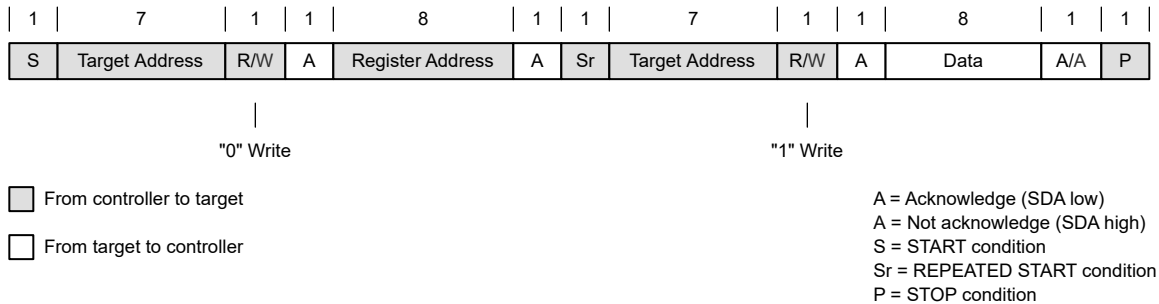 1 7 1 1 8 1 1 7 1 1 8 1 1
S Target Address R/W A Register Address A Sr Target Address R/W A Data A/A P
"0" Write "1" Write
From controller to target
From target to controller
A = Acknowledge (SDA low)
A = Not acknowledge (SDA high)
S = START condition
Sr = REPEATED START condition
P = STOP condition